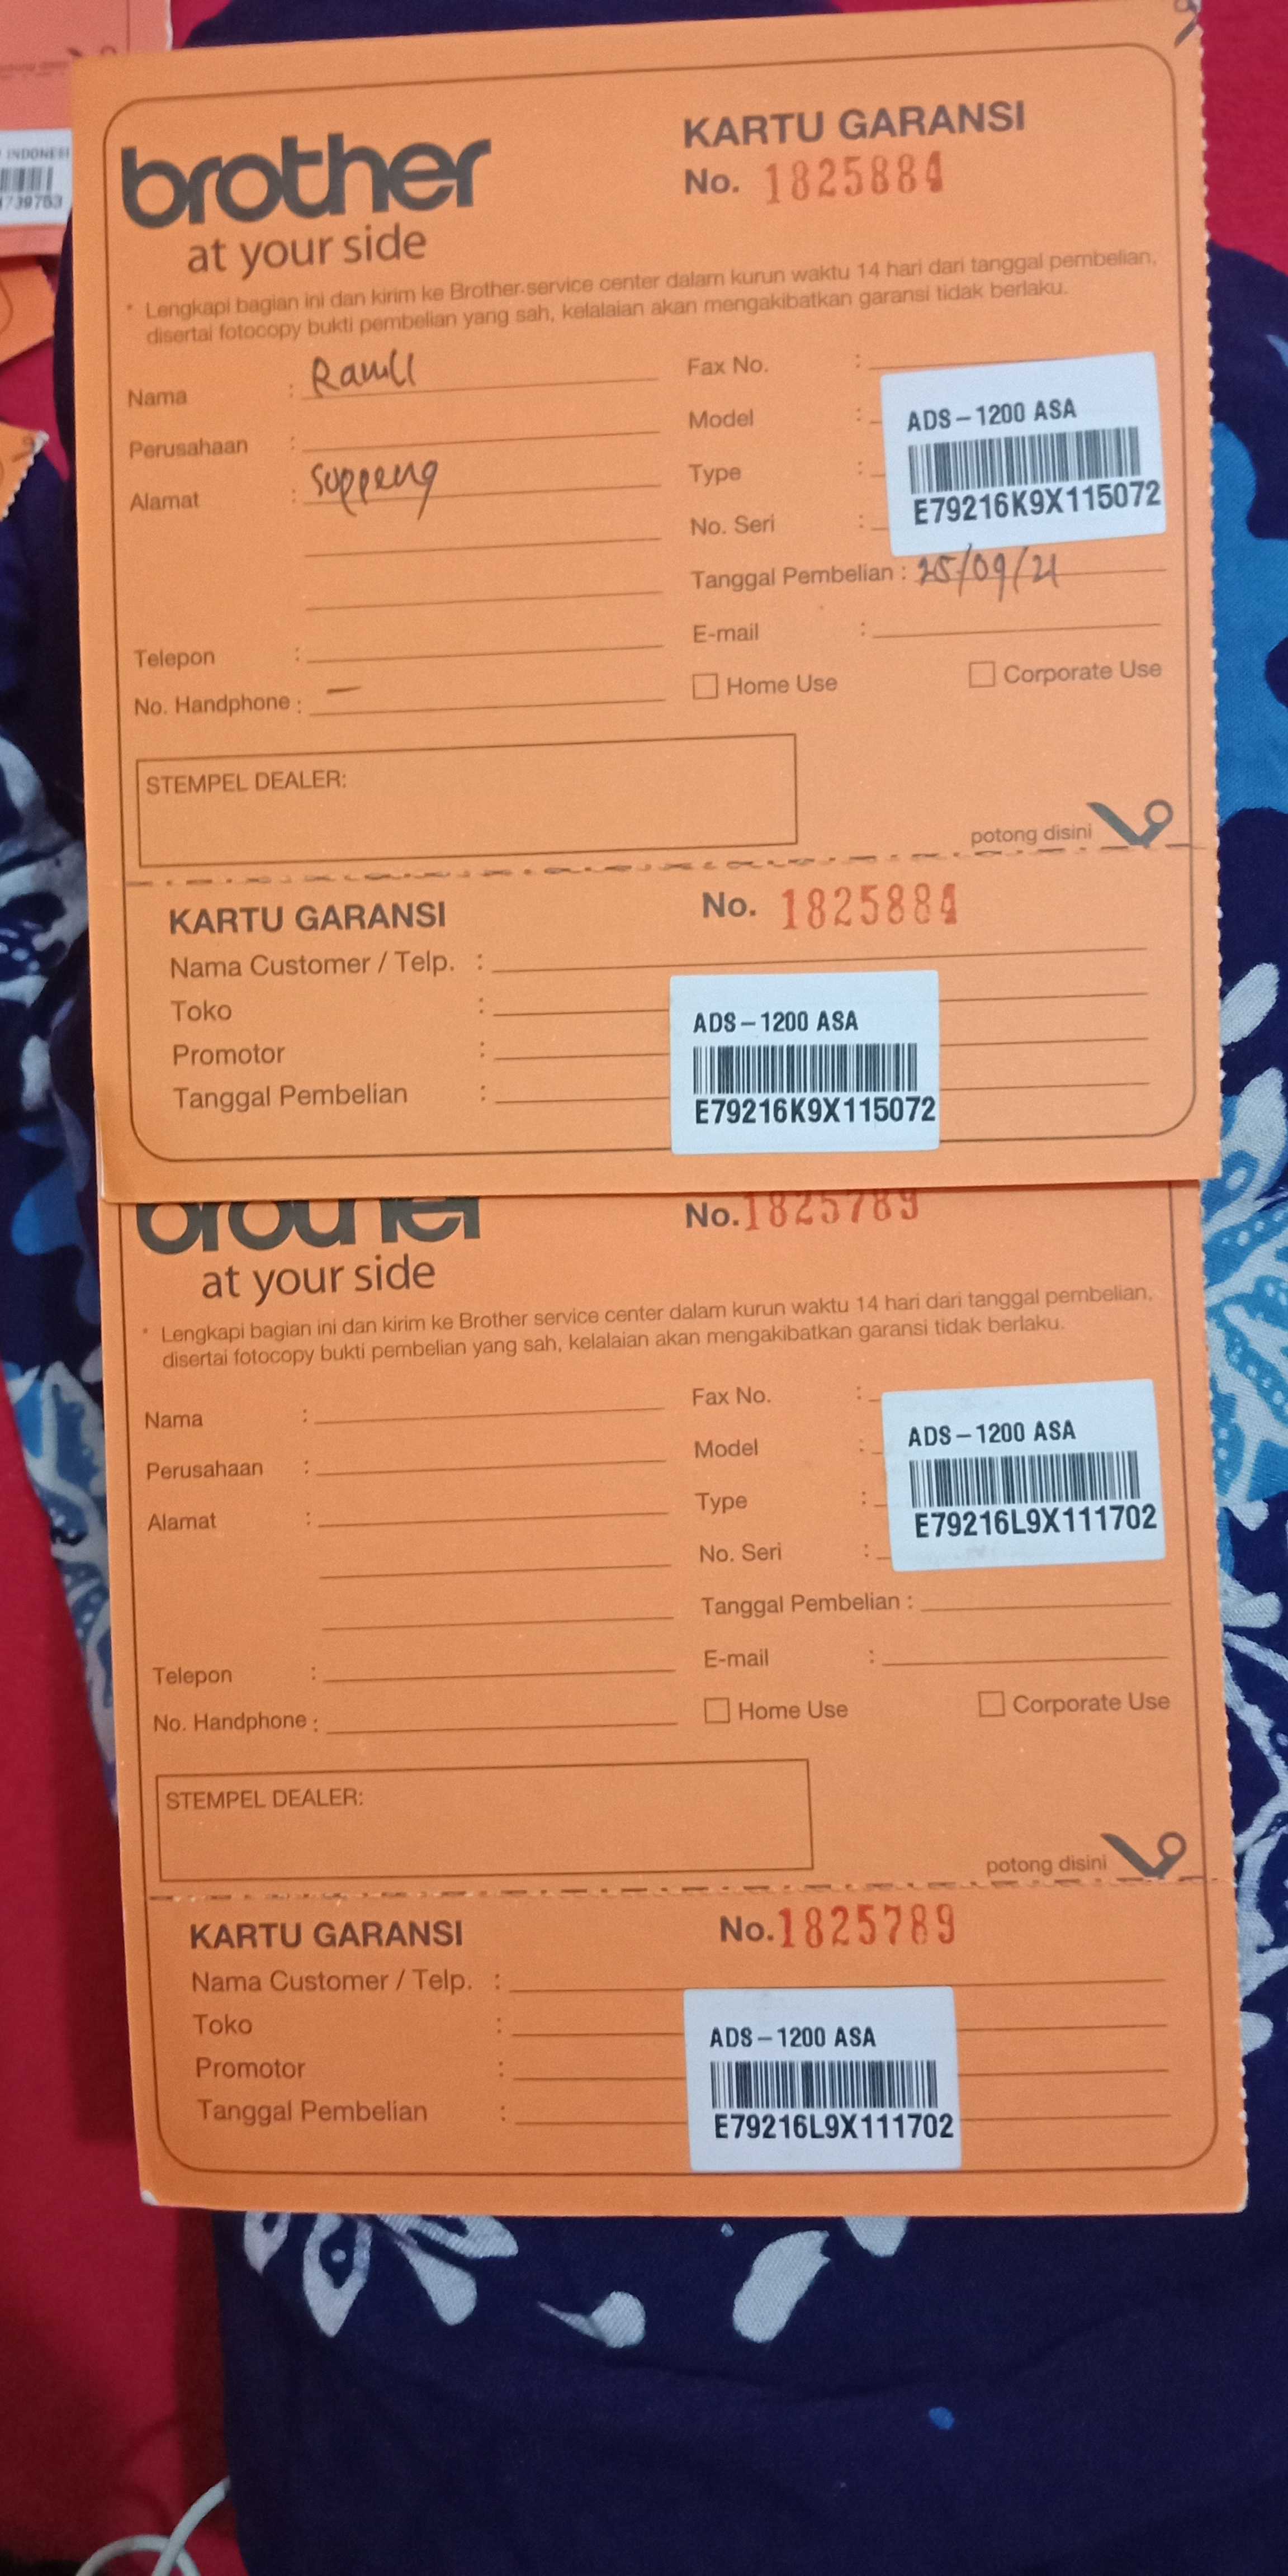 INDONESI
739753
brother
at your side
KARTU GARANSI
No. 1825884
* Lengkapi bagian ini dan kirim ke Brother service center dalam kurun waktu 14 hari dari tanggal pembelian,
disertai fotocopy bukti pembelian yang sah, kelalaian akan mengakibatkan garansi tidak berlaku.
Nama : Ramli
Perusahaan :
Alamat : Soppeng
Telepon :
No. Handphone : –
Fax No. :
Model :
Type :
No. Seri :
ADS-1200 ASA
E79216K9X115072
Tanggal Pembelian : 25/09/21
E-mail :
Home Use
Corporate Use
STEMPEL DEALER:
potong disini
KARTU GARANSI
No. 1825884
Nama Customer / Telp. :
Toko :
Promotor :
Tanggal Pembelian :
ADS-1200 ASA
E79216K9X115072
brother
at your side
No. 1825789
* Lengkapi bagian ini dan kirim ke Brother service center dalam kurun waktu 14 hari dari tanggal pembelian,
disertai fotocopy bukti pembelian yang sah, kelalaian akan mengakibatkan garansi tidak berlaku.
Nama :
Perusahaan :
Alamat :
Telepon :
No. Handphone :
Fax No. :
Model :
Type :
No. Seri :
ADS-1200 ASA
E79216L9X111702
Tanggal Pembelian :
E-mail :
Home Use
Corporate Use
STEMPEL DEALER:
potong disini
KARTU GARANSI
No. 1825789
Nama Customer / Telp. :
Toko :
Promotor :
Tanggal Pembelian :
ADS-1200 ASA
E79216L9X111702